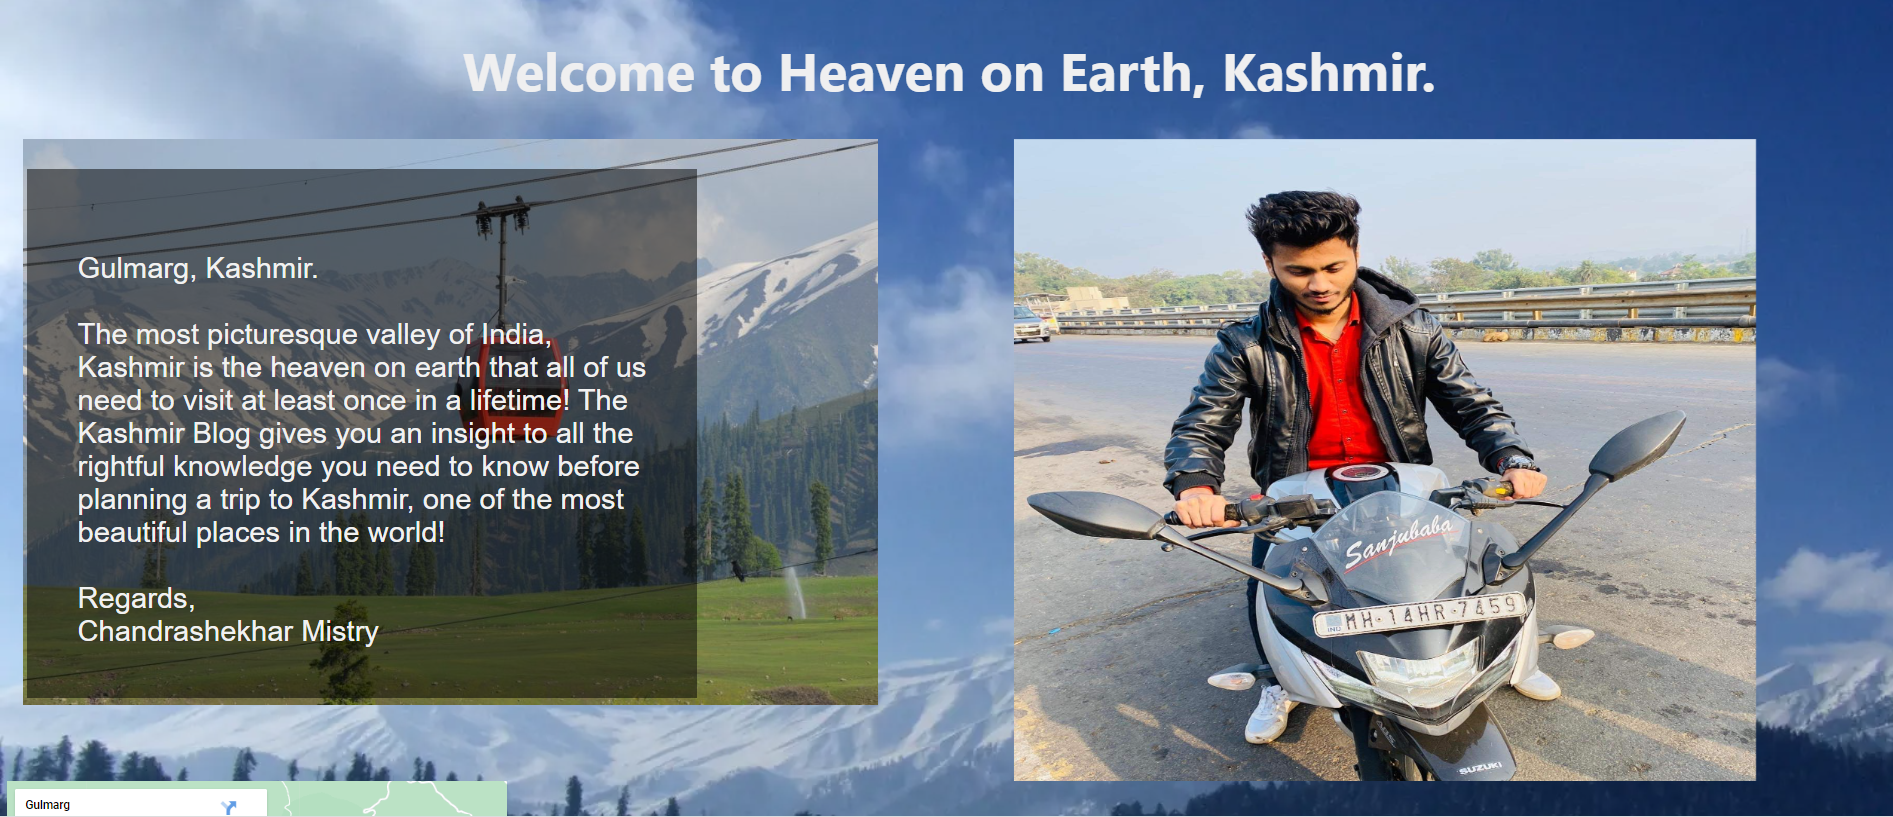 Welcome to Heaven on Earth, Kashmir.
Gulmarg, Kashmir.
The most picturesque valley of India,
Kashmir is the heaven on earth that all of us
need to visit at least once in a lifetime! The
Kashmir Blog gives you an insight to all the
rightful knowledge you need to know before
planning a trip to Kashmir, one of the most
beautiful places in the world!
Regards,
Chandrashekhar Mistry
Sanjubaba
IND MH·14HR·7459
SUZUKI
Gulmarg